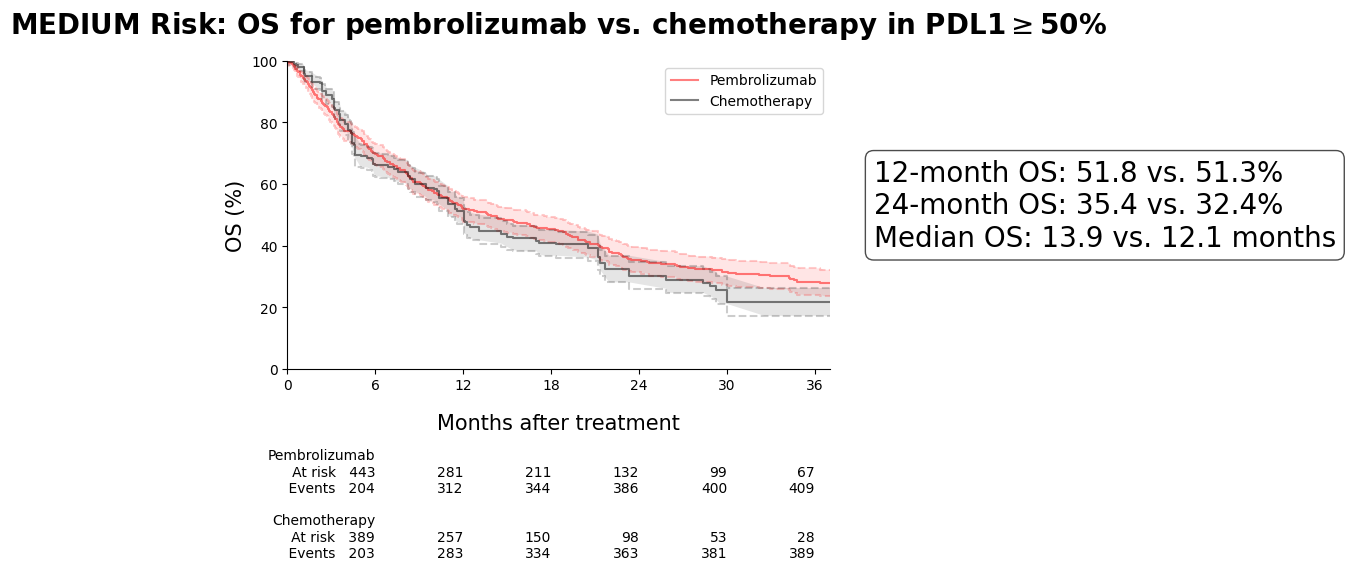 MEDIUM Risk: OS for pembrolizumab vs. chemotherapy in PDL1 ≥ 50%
100
80
60
40
20
0
OS (%)
Pembrolizumab
Chemotherapy
12-month OS: 51.8 vs. 51.3%
24-month OS: 35.4 vs. 32.4%
Median OS: 13.9 vs. 12.1 months
0 6 12 18 24 30 36
Months after treatment
Pembrolizumab
At risk 443 281 211 132 99 67
Events 204 312 344 386 400 409
Chemotherapy
At risk 389 257 150 98 53 28
Events 203 283 334 363 381 389